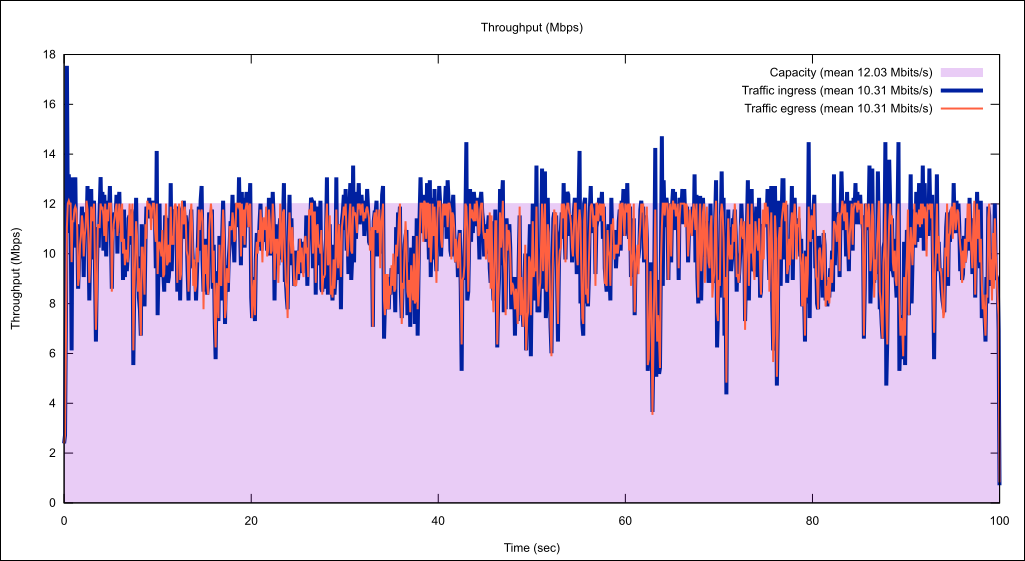 Throughput (Mbps)
Capacity (mean 12.03 Mbits/s)
Traffic ingress (mean 10.31 Mbits/s)
Traffic egress (mean 10.31 Mbits/s)
Throughput (Mbps)
18
16
14
12
10
8
6
4
2
0
0 20 40 60 80 100
Time (sec)